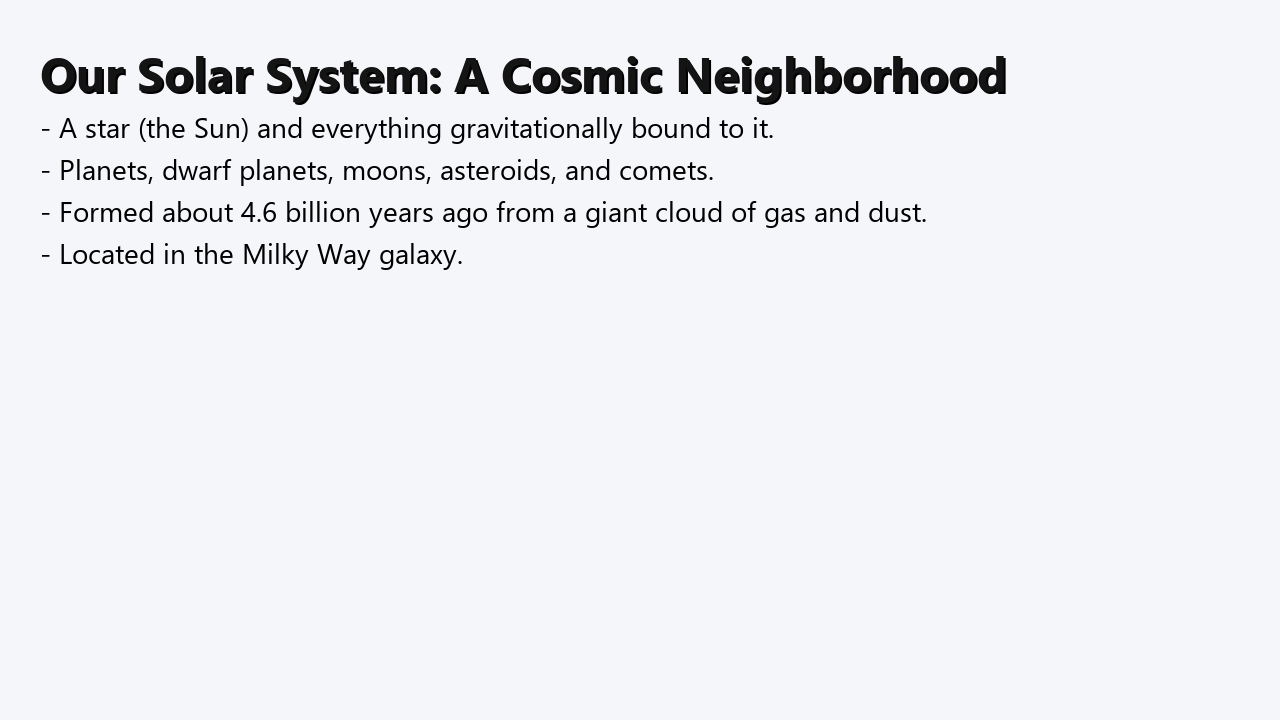 Our Solar System: A Cosmic Neighborhood
- A star (the Sun) and everything gravitationally bound to it.
- Planets, dwarf planets, moons, asteroids, and comets.
- Formed about 4.6 billion years ago from a giant cloud of gas and dust.
- Located in the Milky Way galaxy.